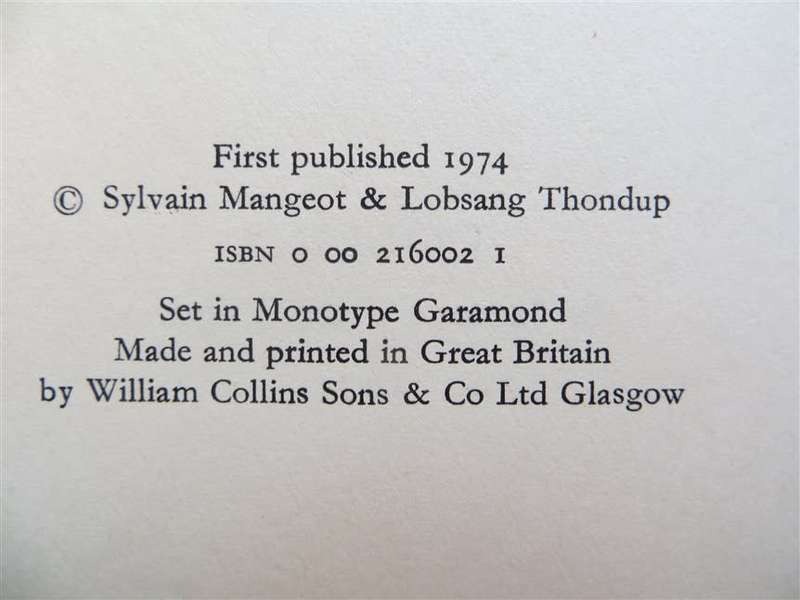 First published 1974
© Sylvain Mangeot & Lobsang Thondup
ISBN 0 00 216002 1
Set in Monotype Garamond
Made and printed in Great Britain
by William Collins Sons & Co Ltd Glasgow